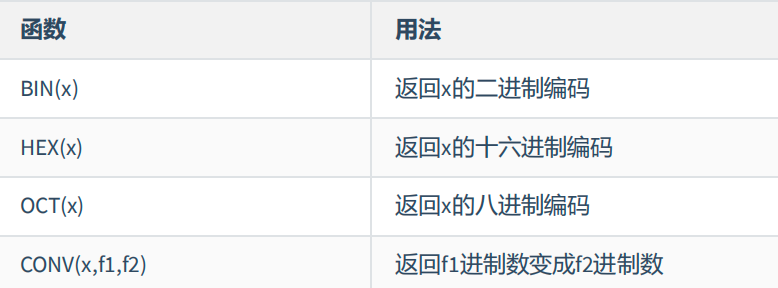 函数 用法
BIN(x) 返回x的二进制编码
HEX(x) 返回x的十六进制编码
OCT(x) 返回x的八进制编码
CONV(x,f1,f2) 返回f1进制数变成f2进制数